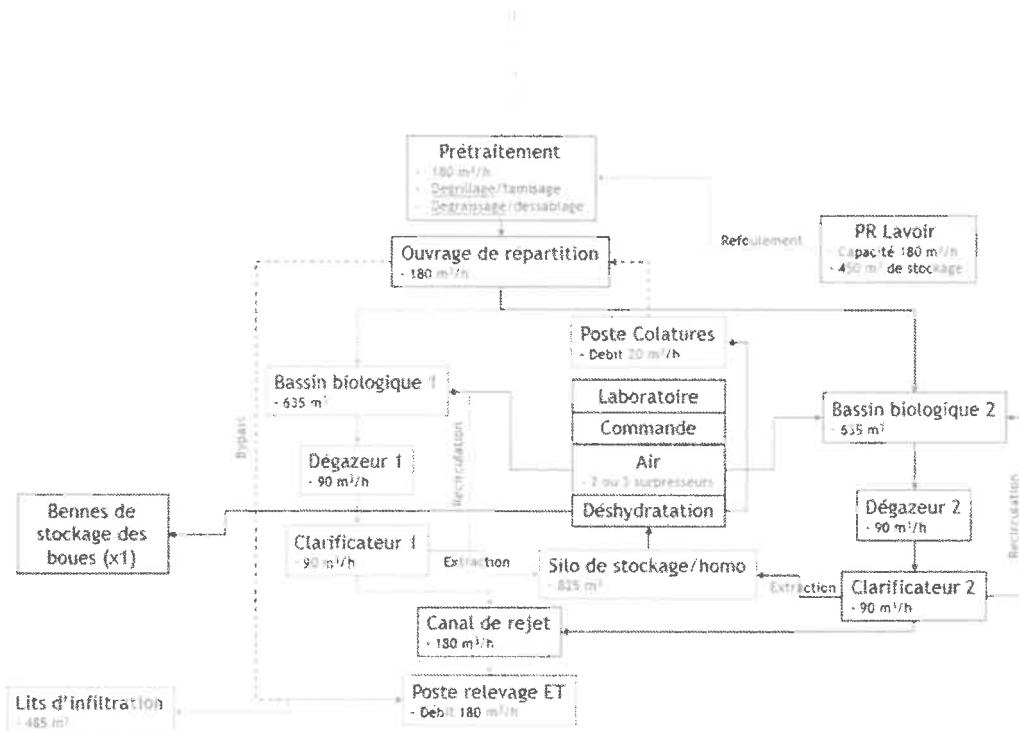 Prétraitement
- 180 m³/h
- Degrillage/tamisage
- Degraissage/dessablage
PR Lavoir
- Capacité 180 m³/h
- 450 m³ de stockage
Refoulement
Ouvrage de répartition
- 180 m³/h
Poste Colatures
- Debit 20 m³/h
Bassin biologique 1
- 635 m³
Laboratoire
Commande
Air
- 2 ou 3 surpresseurs
Déshydratation
Bassin biologique 2
- 635 m³
Bypass
Recirculation
Dégazeur 1
- 90 m³/h
Dégazeur 2
- 90 m³/h
Recirculation
Bennes de
stockage des
boues (x1)
Clarificateur 1
- 90 m³/h
Extraction
Silo de stockage/homo
- 825 m³
Extraction
Clarificateur 2
- 90 m³/h
Canal de rejet
- 180 m³/h
Poste relevage ET
- Débit 180 m³/h
Lits d'infiltration
- 485 m²